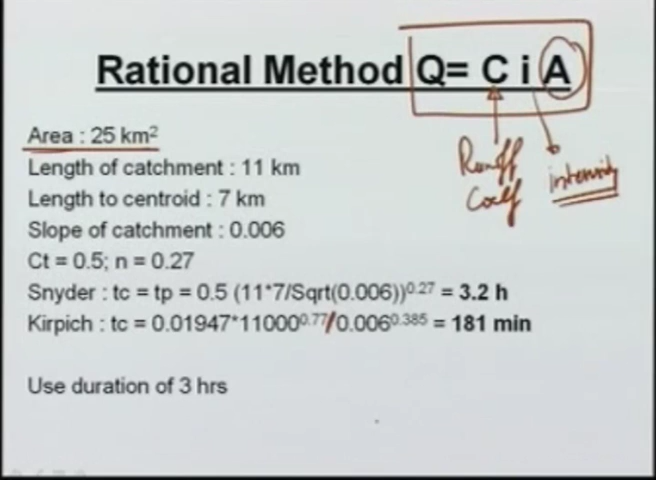 Rational Method Q= C i A
Area : 25 km²
Runoff
Coeff
intensity
Length of catchment : 11 km
Length to centroid : 7 km
Slope of catchment : 0.006
Ct = 0.5; n = 0.27
Snyder : tc = tp = 0.5 (11*7/Sqrt(0.006))^0.27 = 3.2 h
Kirpich : tc = 0.01947*11000^0.77/0.006^0.385 = 181 min
Use duration of 3 hrs